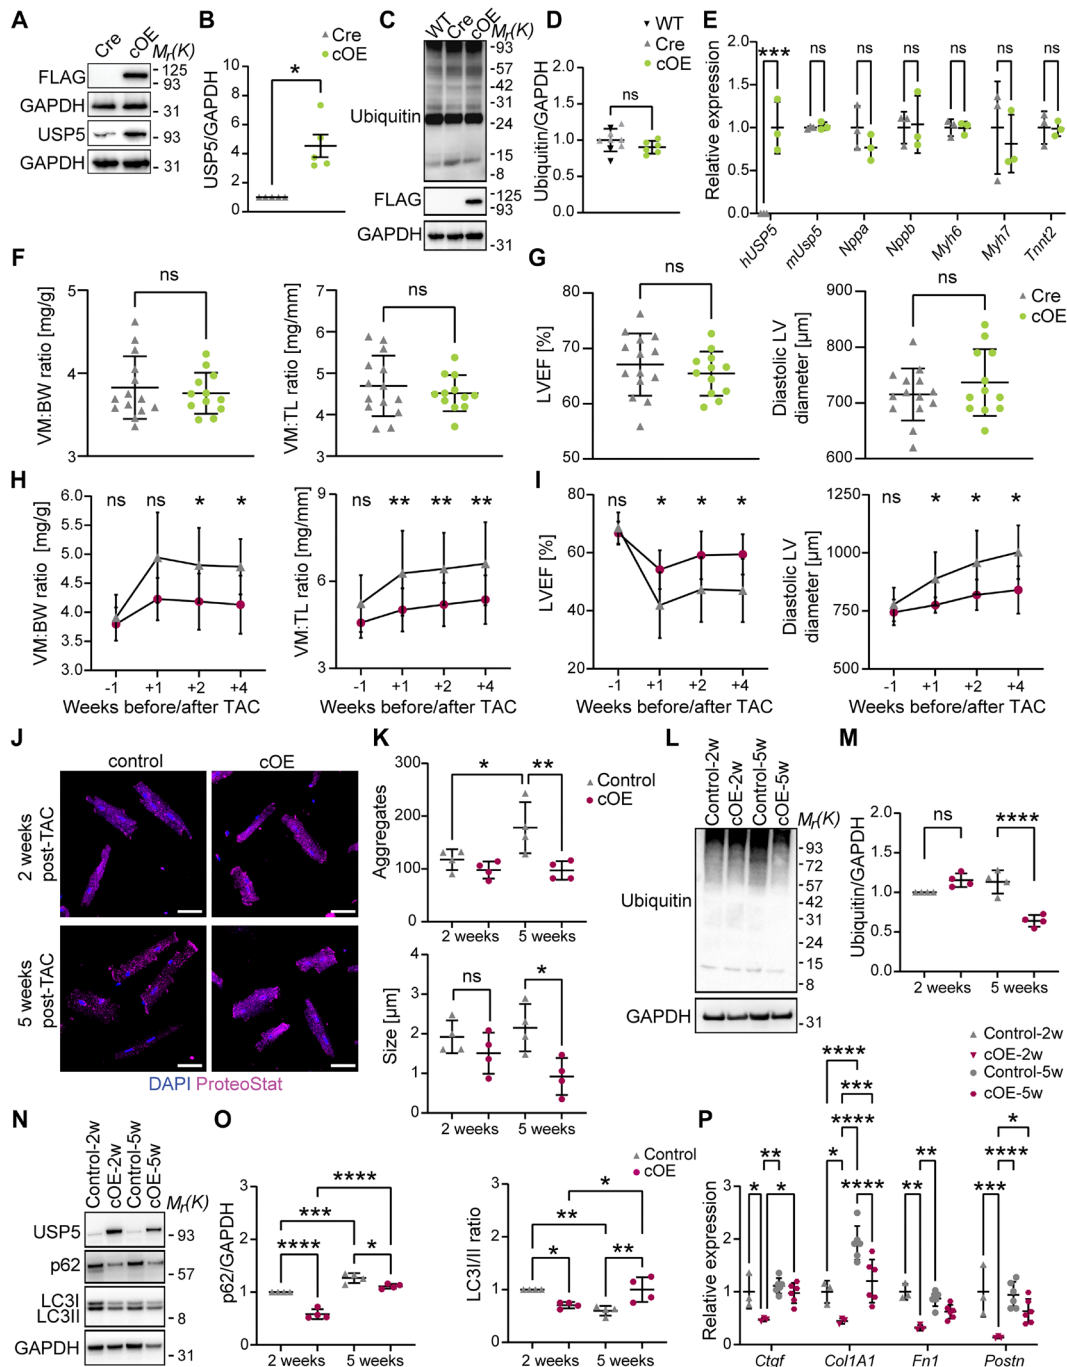 A
Cre
cOE
Mr(K)
FLAG
- 125
- 93
GAPDH
- 31
USP5
- 93
GAPDH
- 31
B
Cre
cOE
USP5/GAPDH
*
10
8
6
4
2
0
C
WT
Cre
cOE
Mr(K)
Ubiquitin
- 93
- 57
- 42
- 31
- 24
- 15
- 8
FLAG
- 125
- 93
GAPDH
- 31
D
WT
Cre
cOE
Ubiquitin/GAPDH
ns
2.0
1.5
1.0
0.5
0.0
E
Relative expression
*** ns ns ns ns ns ns
2.0
1.5
1.0
0.5
0.0
hUSP5 mUsp5 Nppa Nppb Myh6 Myh7 Tnnt2
F
VM:BW ratio [mg/g]
ns
5
4
3
VM:TL ratio [mg/mm]
ns
7
6
5
4
3
G
LVEF [%]
ns
80
70
60
50
Diastolic LV
diameter [µm]
ns
900
800
700
600
Cre
cOE
H
VM:BW ratio [mg/g]
ns ns * *
6.0
5.5
5.0
4.5
4.0
3.5
3.0
-1 +1 +2 +4
Weeks before/after TAC
VM:TL ratio [mg/mm]
ns ** ** **
9
6
3
-1 +1 +2 +4
Weeks before/after TAC
I
LVEF [%]
ns * * *
80
60
40
20
-1 +1 +2 +4
Weeks before/after TAC
Diastolic LV
diameter [µm]
ns * * *
1250
1000
750
500
-1 +1 +2 +4
Weeks before/after TAC
J
control
cOE
2 weeks
post-TAC
5 weeks
post-TAC
DAPI ProteoStat
K
Control
cOE
Aggregates
* **
300
200
100
0
2 weeks 5 weeks
Size [µm]
ns *
4
3
2
1
0
2 weeks 5 weeks
L
Control-2w
cOE-2w
Control-5w
cOE-5w
Mr(K)
Ubiquitin
- 93
- 72
- 57
- 42
- 31
- 24
- 15
- 8
GAPDH
- 31
M
Ubiquitin/GAPDH
ns ****
2.0
1.5
1.0
0.5
0.0
2 weeks 5 weeks
N
Control-2w
cOE-2w
Control-5w
cOE-5w
Mr(K)
USP5
- 93
p62
- 57
LC3I
LC3II
- 8
GAPDH
- 31
O
p62/GAPDH
****
***
**** *
2
1
0
2 weeks 5 weeks
Control
cOE
LC3I/II ratio
*
**
* **
2
1
0
2 weeks 5 weeks
P
Control-2w
cOE-2w
Control-5w
cOE-5w
Relative expression
* ** *
****
***
****
* ****
** **
*
****
***
3
2
1
0
Ctgf Col1A1 Fn1 Postn